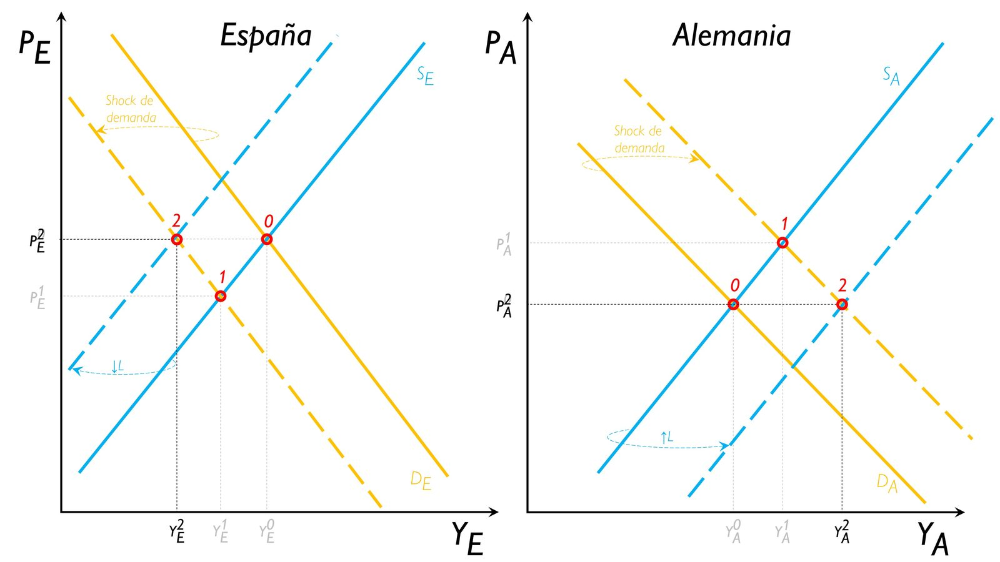 España
P_E
S_E
Shock de
demanda
2
0
P_E^2
1
P_E^1
↓L
D_E
Y_E^2
Y_E^1
Y_E^0
Y_E
Alemania
P_A
S_A
Shock de
demanda
1
P_A^1
0
2
P_A^2
↑L
D_A
Y_A^0
Y_A^1
Y_A^2
Y_A